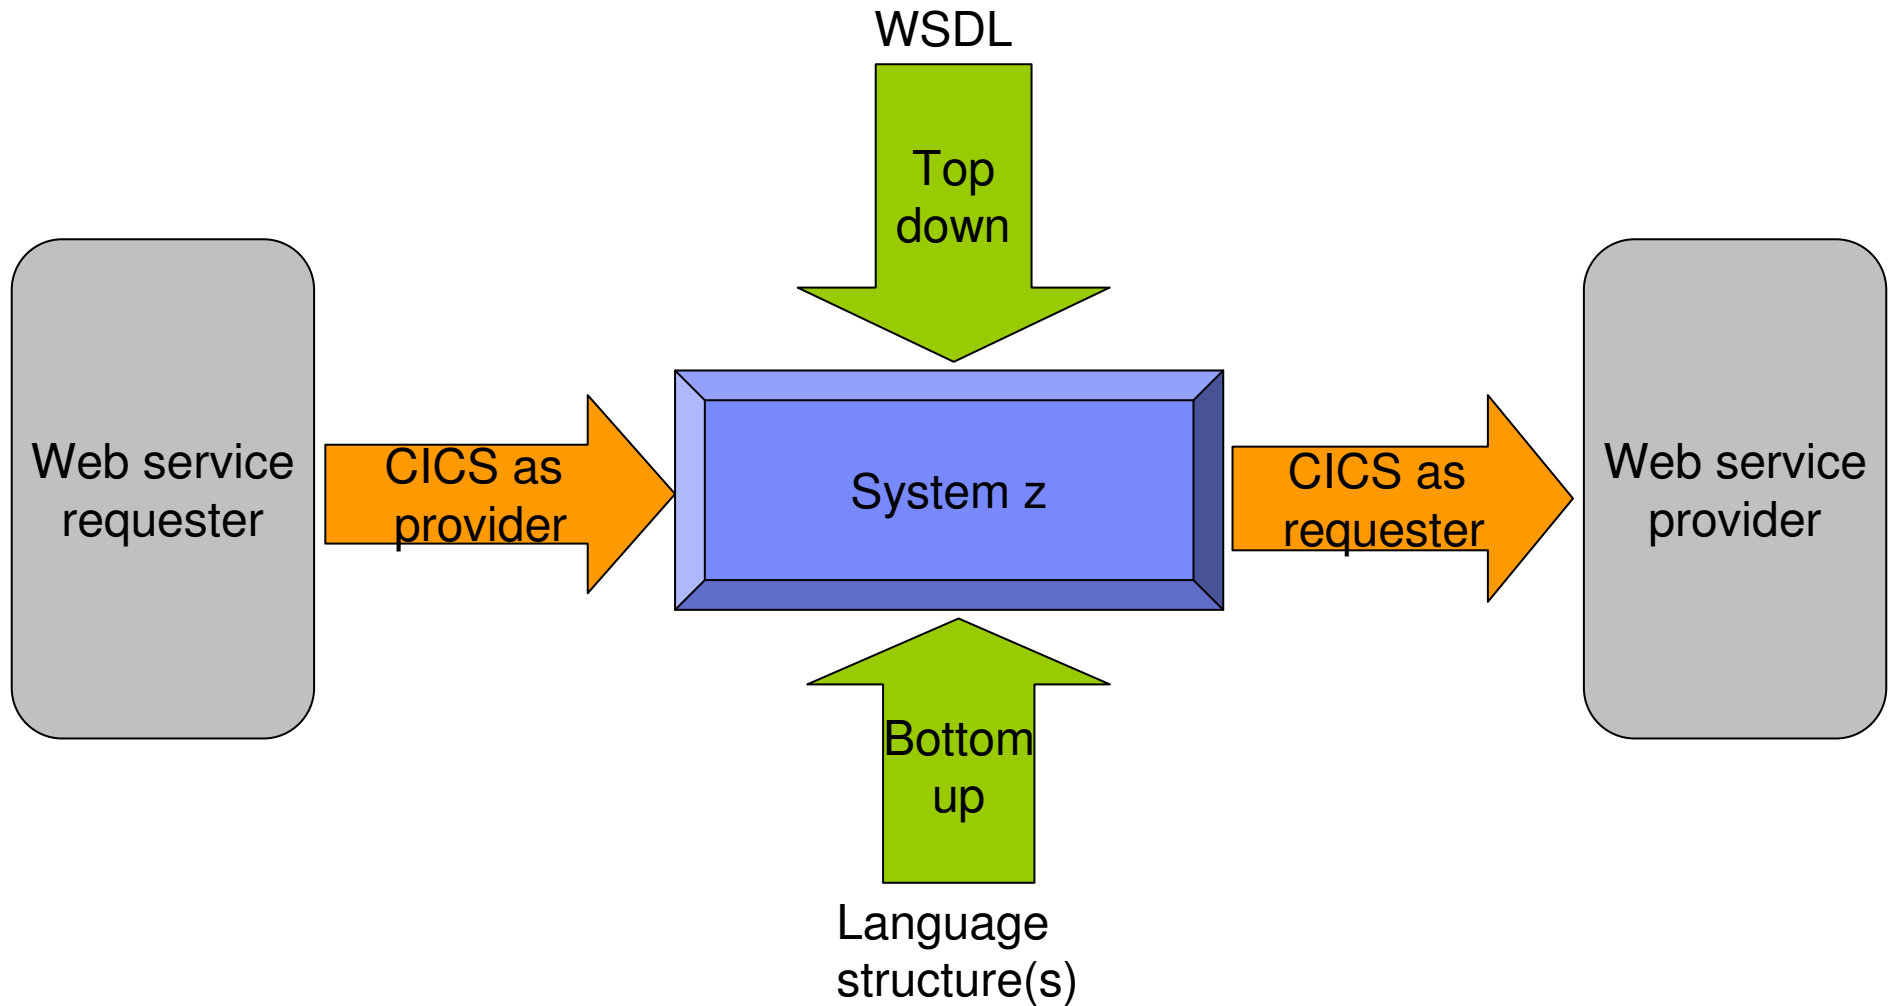 WSDL
Top
down
Web service
requester
CICS as
provider
System z
CICS as
requester
Web service
provider
Bottom
up
Language
structure(s)